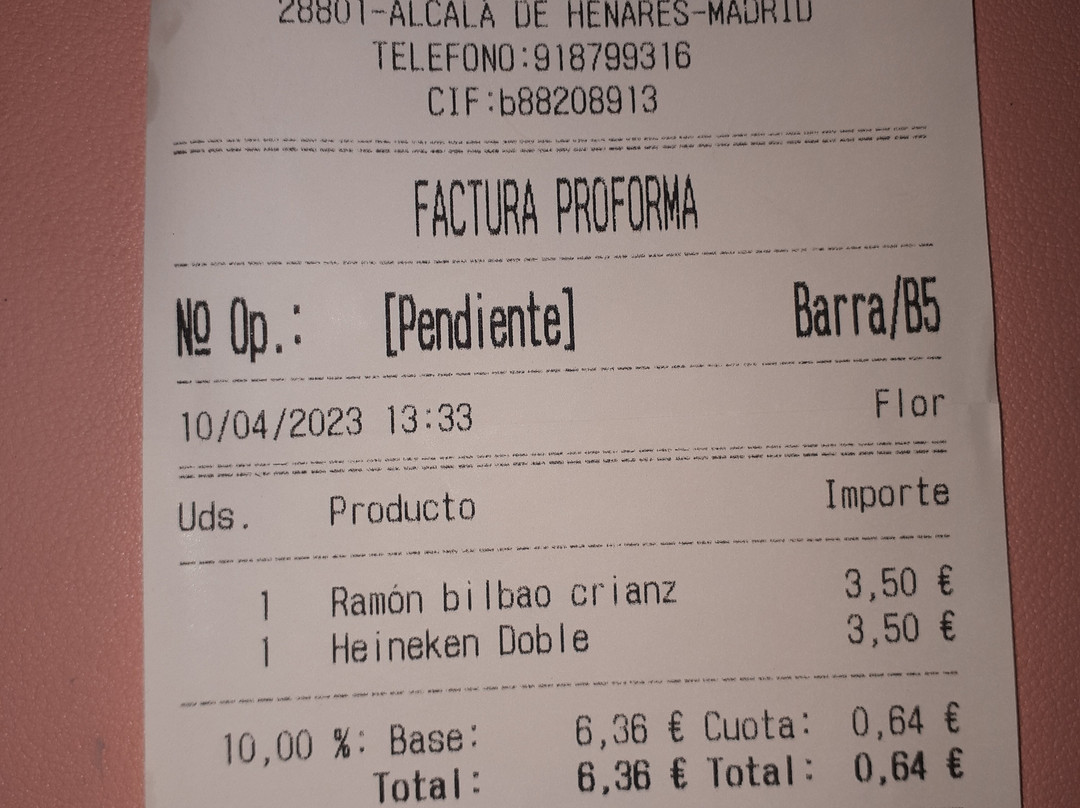 28801-ALCALÁ DE HENARES-MADRID
TELEFONO:918799316
CIF:b88208913
FACTURA PROFORMA
Nº Op.: [Pendiente] Barra/B5
10/04/2023 13:33 Flor
Uds. Producto Importe
1 Ramón bilbao crianz 3,50 €
1 Heineken Doble 3,50 €
10,00 %: Base: 6,36 € Cuota: 0,64 €
Total: 6,36 € Total: 0,64 €